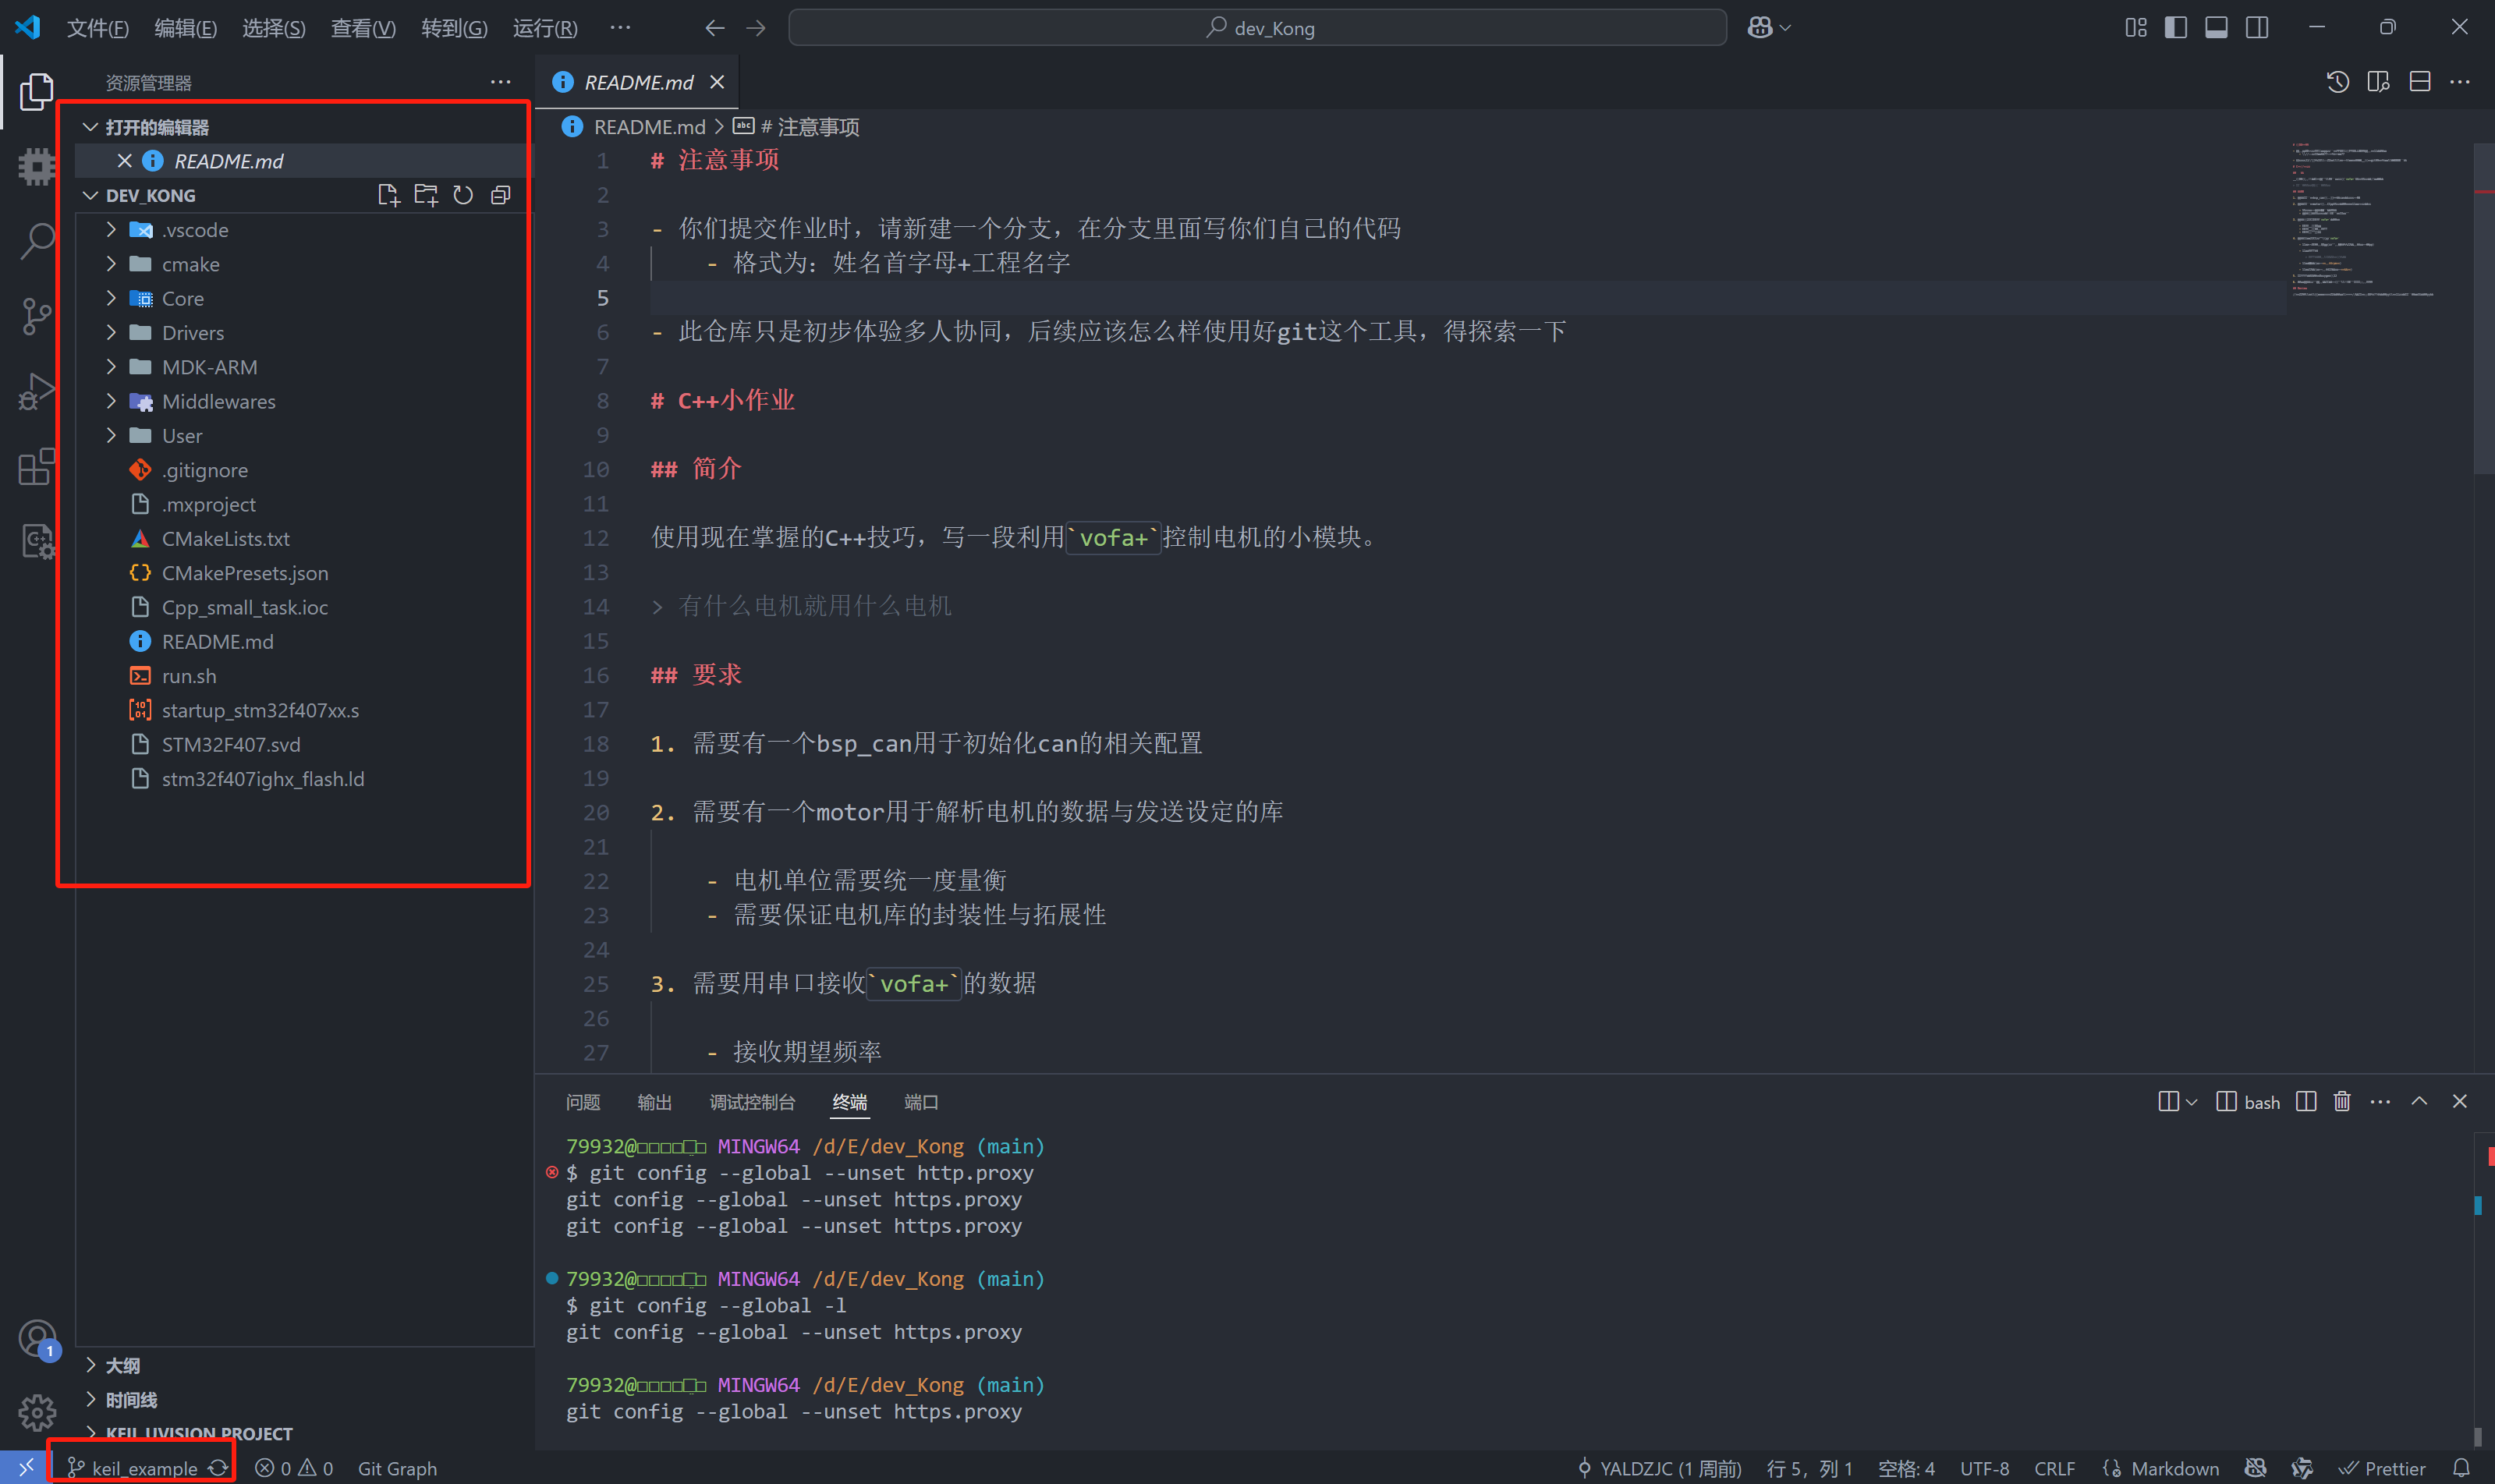 文件(F) 编辑(E) 选择(S) 查看(V) 转到(G) 运行(R) ··· dev_Kong
资源管理器
README.md
打开的编辑器
README.md > # 注意事项
README.md
DEV_KONG
.vscode
cmake
Core
Drivers
MDK-ARM
Middlewares
User
.gitignore
.mxproject
CMakeLists.txt
CMakePresets.json
Cpp_small_task.ioc
README.md
run.sh
startup_stm32f407xx.s
STM32F407.svd
stm32f407ighx_flash.ld
大纲
时间线
KEIL UVISION PROJECT
1
1 # 注意事项
2
3 - 你们提交作业时，请新建一个分支，在分支里面写你们自己的代码
4 - 格式为：姓名首字母+工程名字
5
6 - 此仓库只是初步体验多人协同，后续应该怎么样使用好git这个工具，得探索一下
7
8 # C++小作业
9
10 ## 简介
11
12 使用现在掌握的C++技巧，写一段利用`vofa+`控制电机的小模块。
13
14 > 有什么电机就用什么电机
15
16 ## 要求
17
18 1. 需要有一个bsp_can用于初始化can的相关配置
19
20 2. 需要有一个motor用于解析电机的数据与发送设定的库
21
22 - 电机单位需要统一度量衡
23 - 需要保证电机库的封装性与拓展性
24
25 3. 需要用串口接收`vofa+`的数据
26
27 - 接收期望频率
问题 输出 调试控制台 终端 端口 bash
79932@□□□□□□ MINGW64 /d/E/dev_Kong (main)
$ git config --global --unset http.proxy
git config --global --unset https.proxy
git config --global --unset https.proxy
79932@□□□□□□ MINGW64 /d/E/dev_Kong (main)
$ git config --global -l
git config --global --unset https.proxy
79932@□□□□□□ MINGW64 /d/E/dev_Kong (main)
git config --global --unset https.proxy
keil_example 0 0 Git Graph YALDZJC (1 周前) 行 5，列 1 空格: 4 UTF-8 CRLF Markdown Prettier